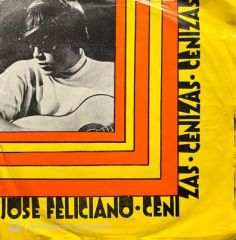 JOSE FELICIANO · CENI
ZAS · CENIZAS · CENIZAS